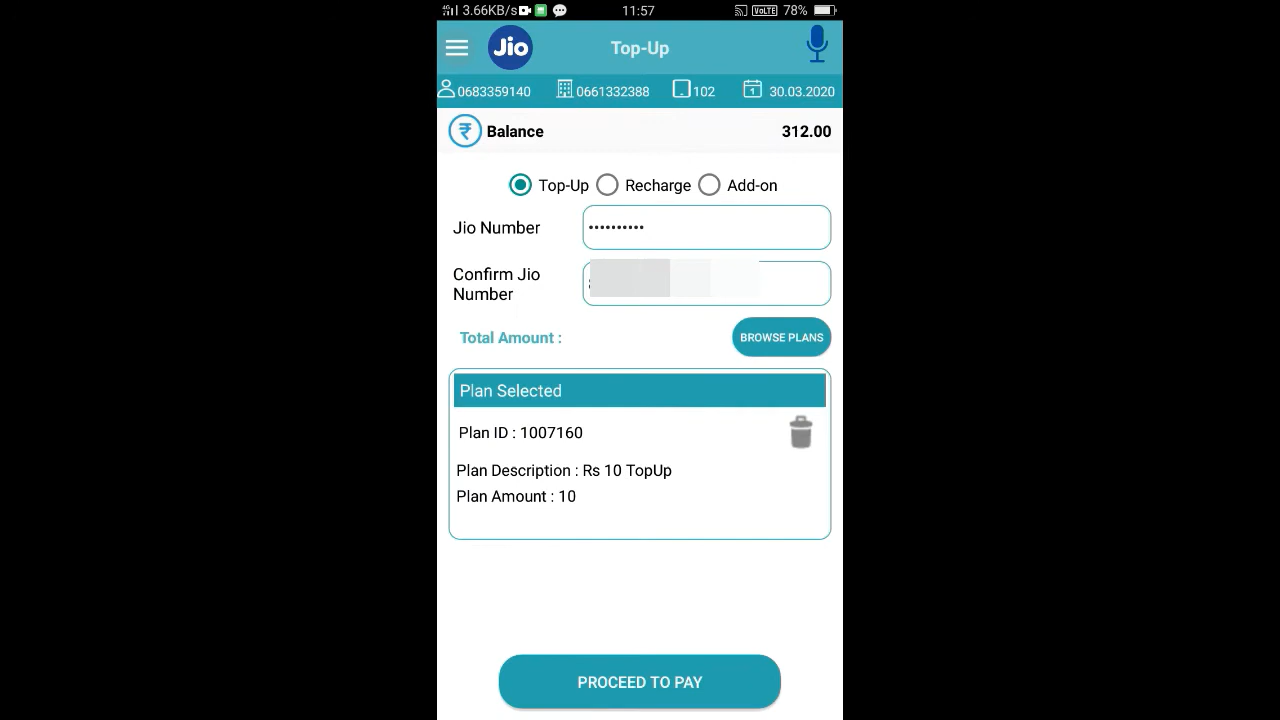 4G 3.66KB/s 11:57 VoLTE 78%
Jio Top-Up
0683359140 0661332388 102 1 30.03.2020
₹ Balance 312.00
Top-Up Recharge Add-on
Jio Number ••••••••••
Confirm Jio
Number
Total Amount : BROWSE PLANS
Plan Selected
Plan ID : 1007160
Plan Description : Rs 10 TopUp
Plan Amount : 10
PROCEED TO PAY